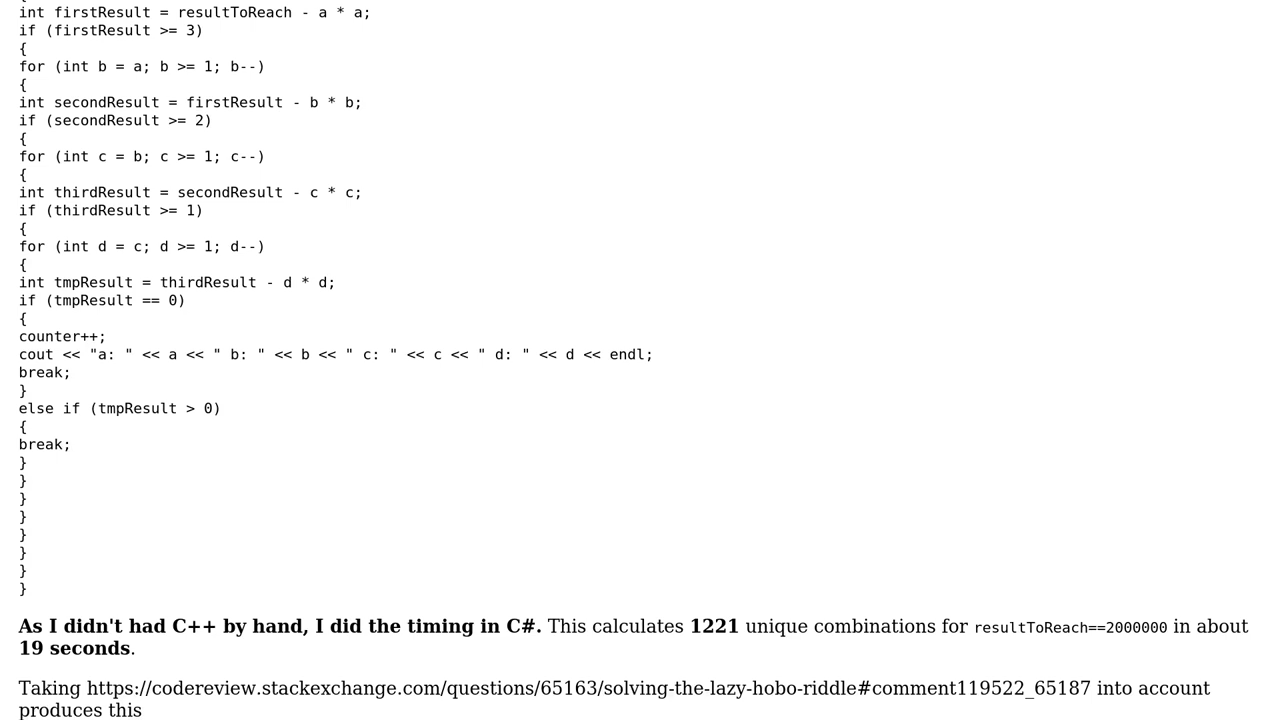 int firstResult = resultToReach - a * a;
if (firstResult >= 3)
{
for (int b = a; b >= 1; b--)
{
int secondResult = firstResult - b * b;
if (secondResult >= 2)
{
for (int c = b; c >= 1; c--)
{
int thirdResult = secondResult - c * c;
if (thirdResult >= 1)
{
for (int d = c; d >= 1; d--)
{
int tmpResult = thirdResult - d * d;
if (tmpResult == 0)
{
counter++;
cout << "a: " << a << " b: " << b << " c: " << c << " d: " << d << endl;
break;
}
else if (tmpResult > 0)
{
break;
}
}
}
}
}
}
}
}
As I didn't had C++ by hand, I did the timing in C#. This calculates 1221 unique combinations for resultToReach==2000000 in about
19 seconds.
Taking https://codereview.stackexchange.com/questions/65163/solving-the-lazy-hobo-riddle#comment119522_65187 into account
produces this